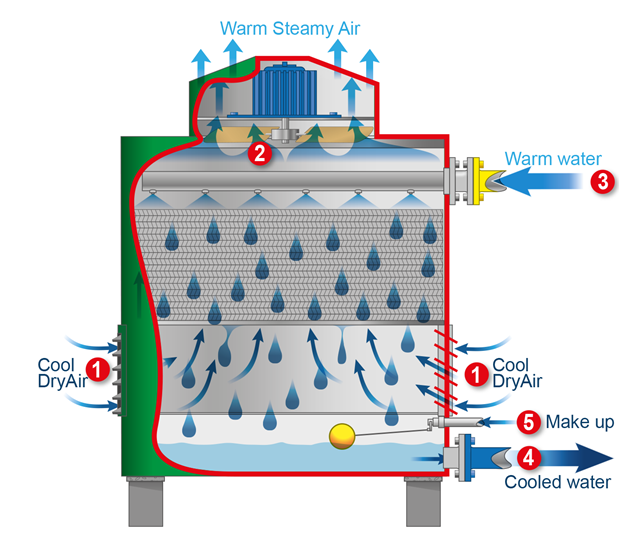 Warm Steamy Air
2
Warm water
3
Cool
DryAir
1
1
Cool
DryAir
5
Make up
4
Cooled water